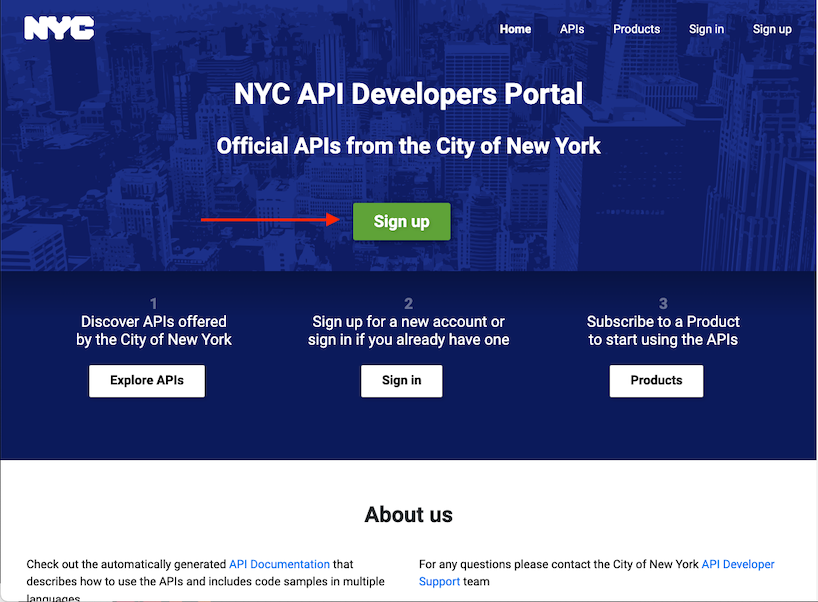 NYC
Home APIs Products Sign in Sign up
NYC API Developers Portal
Official APIs from the City of New York
Sign up
1
Discover APIs offered
by the City of New York
Explore APIs
2
Sign up for a new account or
sign in if you already have one
Sign in
3
Subscribe to a Product
to start using the APIs
Products
About us
Check out the automatically generated API Documentation that
describes how to use the APIs and includes code samples in multiple
languages
For any questions please contact the City of New York API Developer
Support team